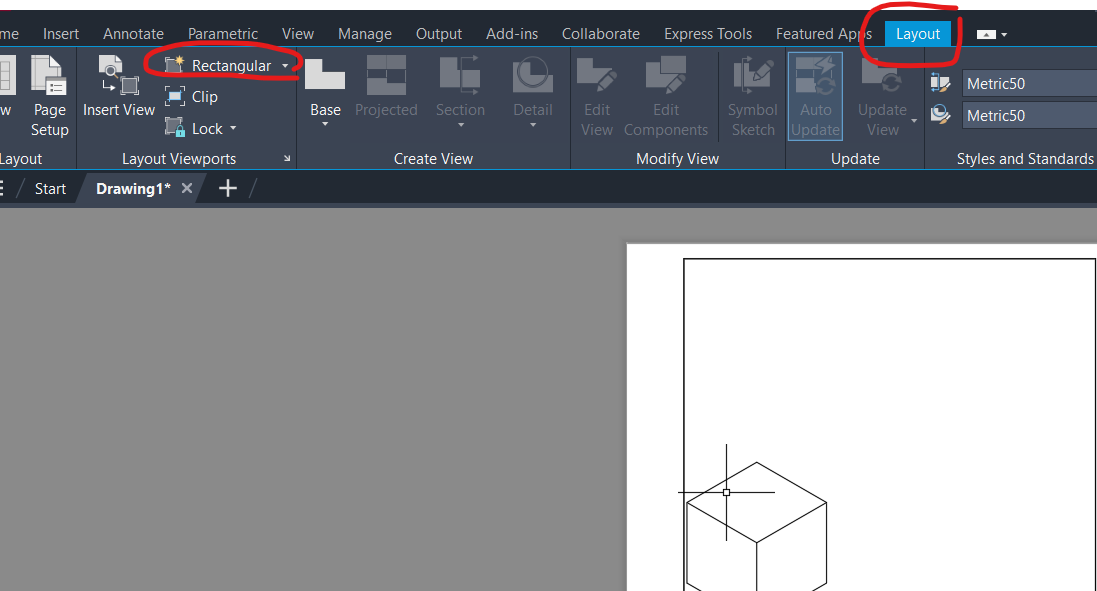 me Insert Annotate Parametric View Manage Output Add-ins Collaborate Express Tools Featured Apps Layout
Rectangular
w Page Setup
Insert View
Clip
Lock
Base Projected Section Detail
Edit View
Edit Components
Symbol Sketch
Auto Update
Update View
Metric50
Metric50
Layout Layout Viewports Create View Modify View Update Styles and Standards
Start Drawing1*